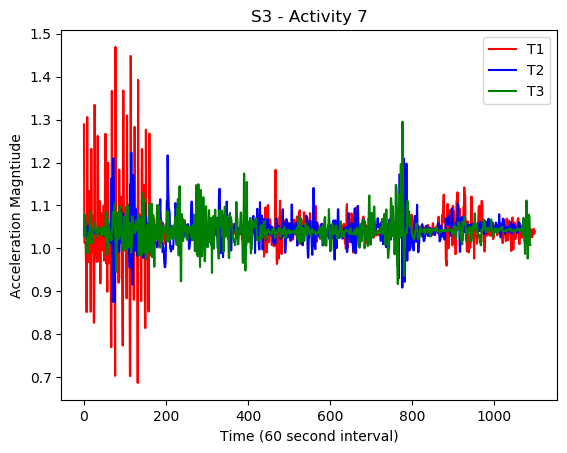 S3 - Activity 7
T1
T2
T3
1.5
1.4
1.3
1.2
1.1
1.0
0.9
0.8
0.7
Acceleration Magntiude
0
200
400
600
800
1000
Time (60 second interval)